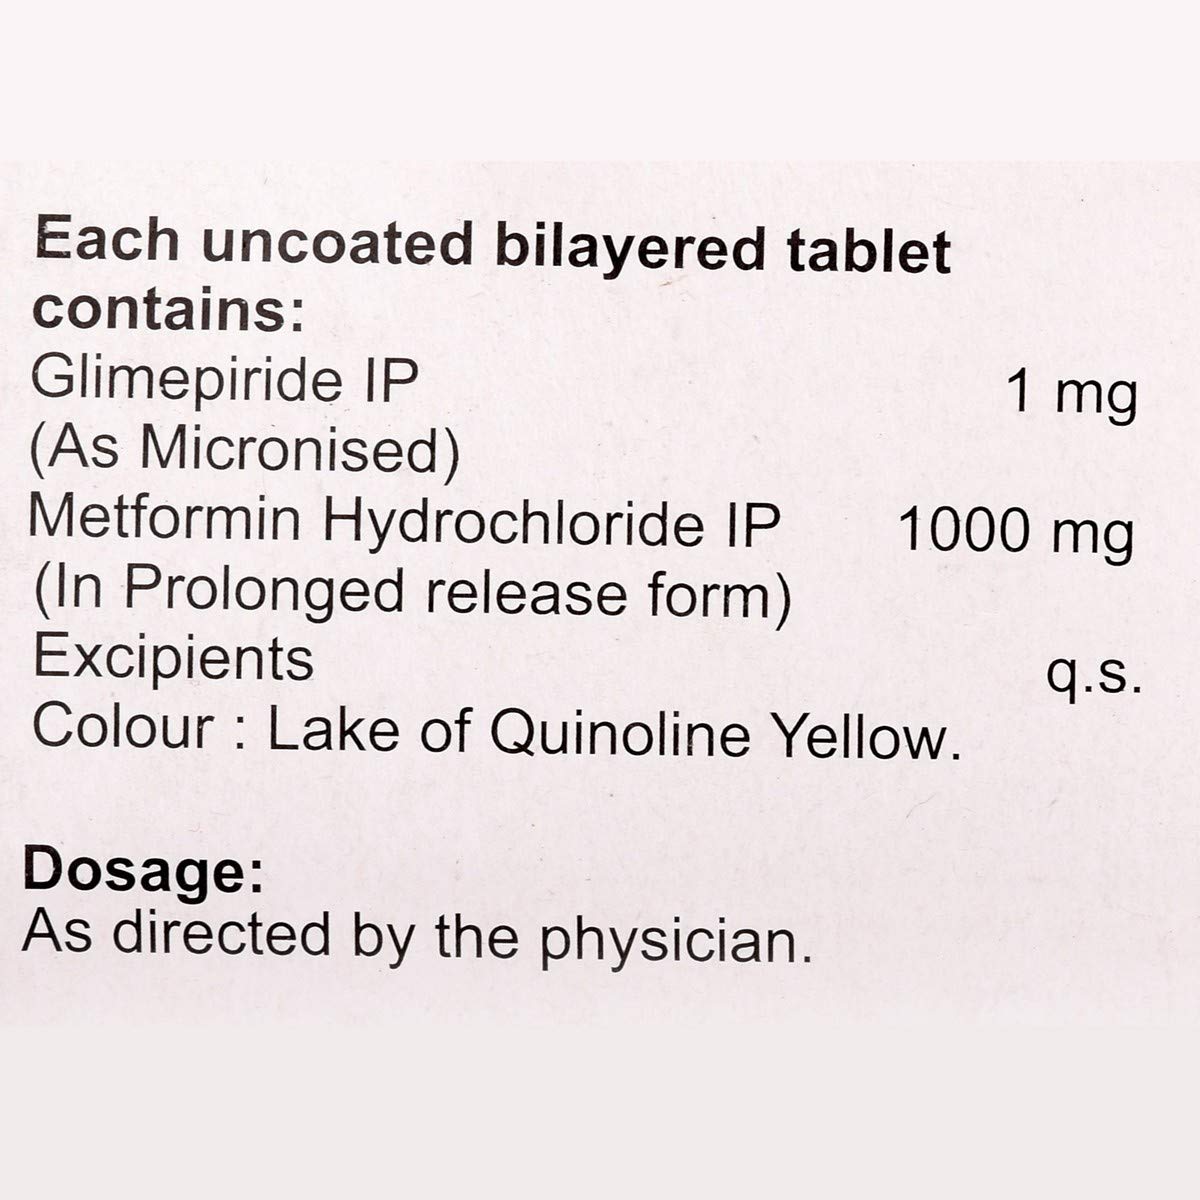 Each uncoated bilayered tablet
contains:
Glimepiride IP 1 mg
(As Micronised)
Metformin Hydrochloride IP 1000 mg
(In Prolonged release form)
Excipients q.s.
Colour : Lake of Quinoline Yellow.
Dosage:
As directed by the physician.